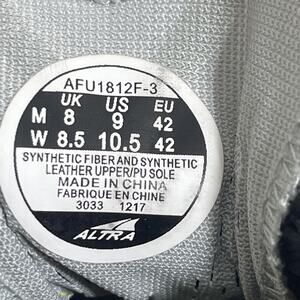 AFU1812F-3
UK US EU
M 8 9 42
W 8.5 10.5 42
SYNTHETIC FIBER AND SYNTHETIC
LEATHER UPPER/PU SOLE
MADE IN CHINA
FABRIQUE EN CHINE
3033 1217
ALTRA